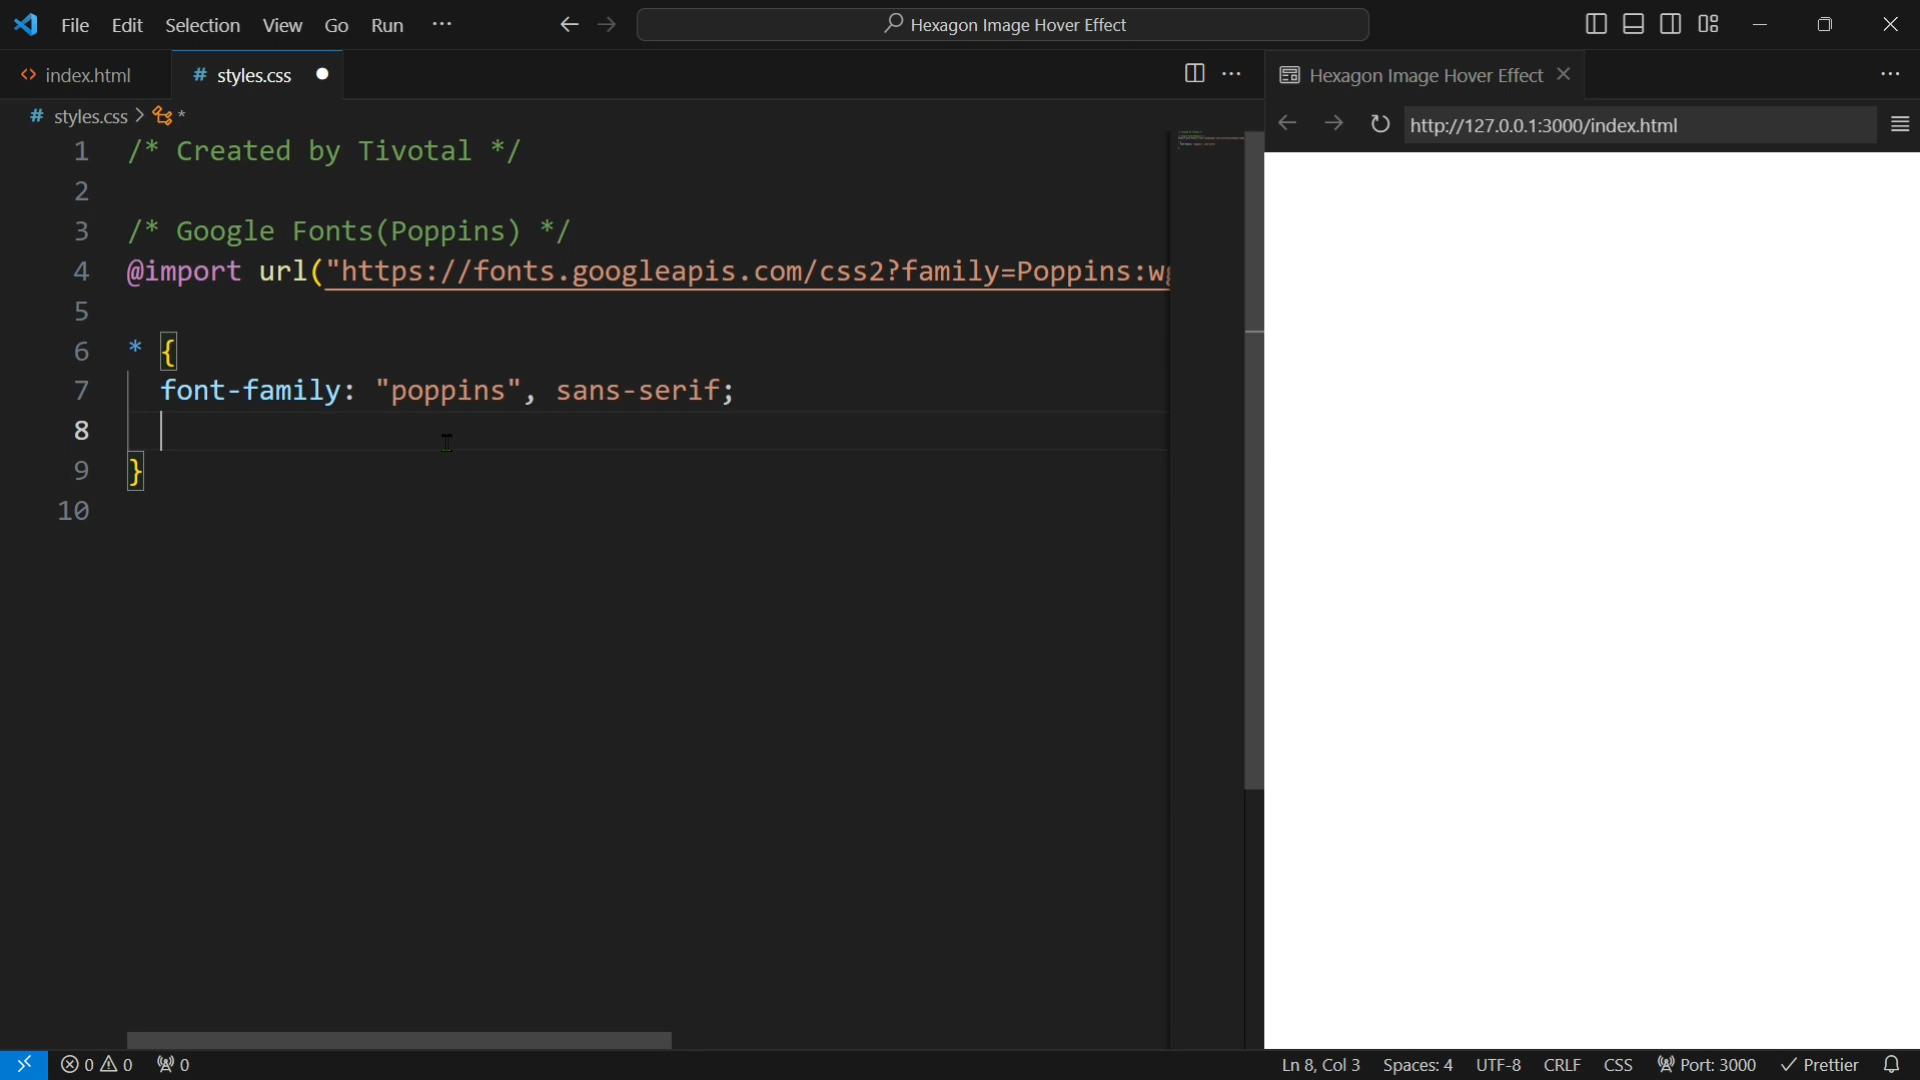 File Edit Selection View Go Run ··· Hexagon Image Hover Effect
index.html # styles.css Hexagon Image Hover Effect
# styles.css > *
http://127.0.0.1:3000/index.html
1 /* Created by Tivotal */
2
3 /* Google Fonts(Poppins) */
4 @import url("https://fonts.googleapis.com/css2?family=Poppins:w
5
6 * {
7 font-family: "poppins", sans-serif;
8
9 }
10
0 0 0 Ln 8, Col 3 Spaces: 4 UTF-8 CRLF CSS Port: 3000 Prettier